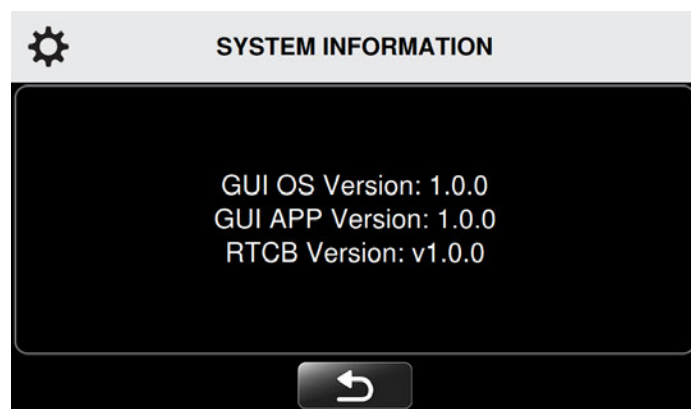 SYSTEM INFORMATION
GUI OS Version: 1.0.0
GUI APP Version: 1.0.0
RTCB Version: v1.0.0